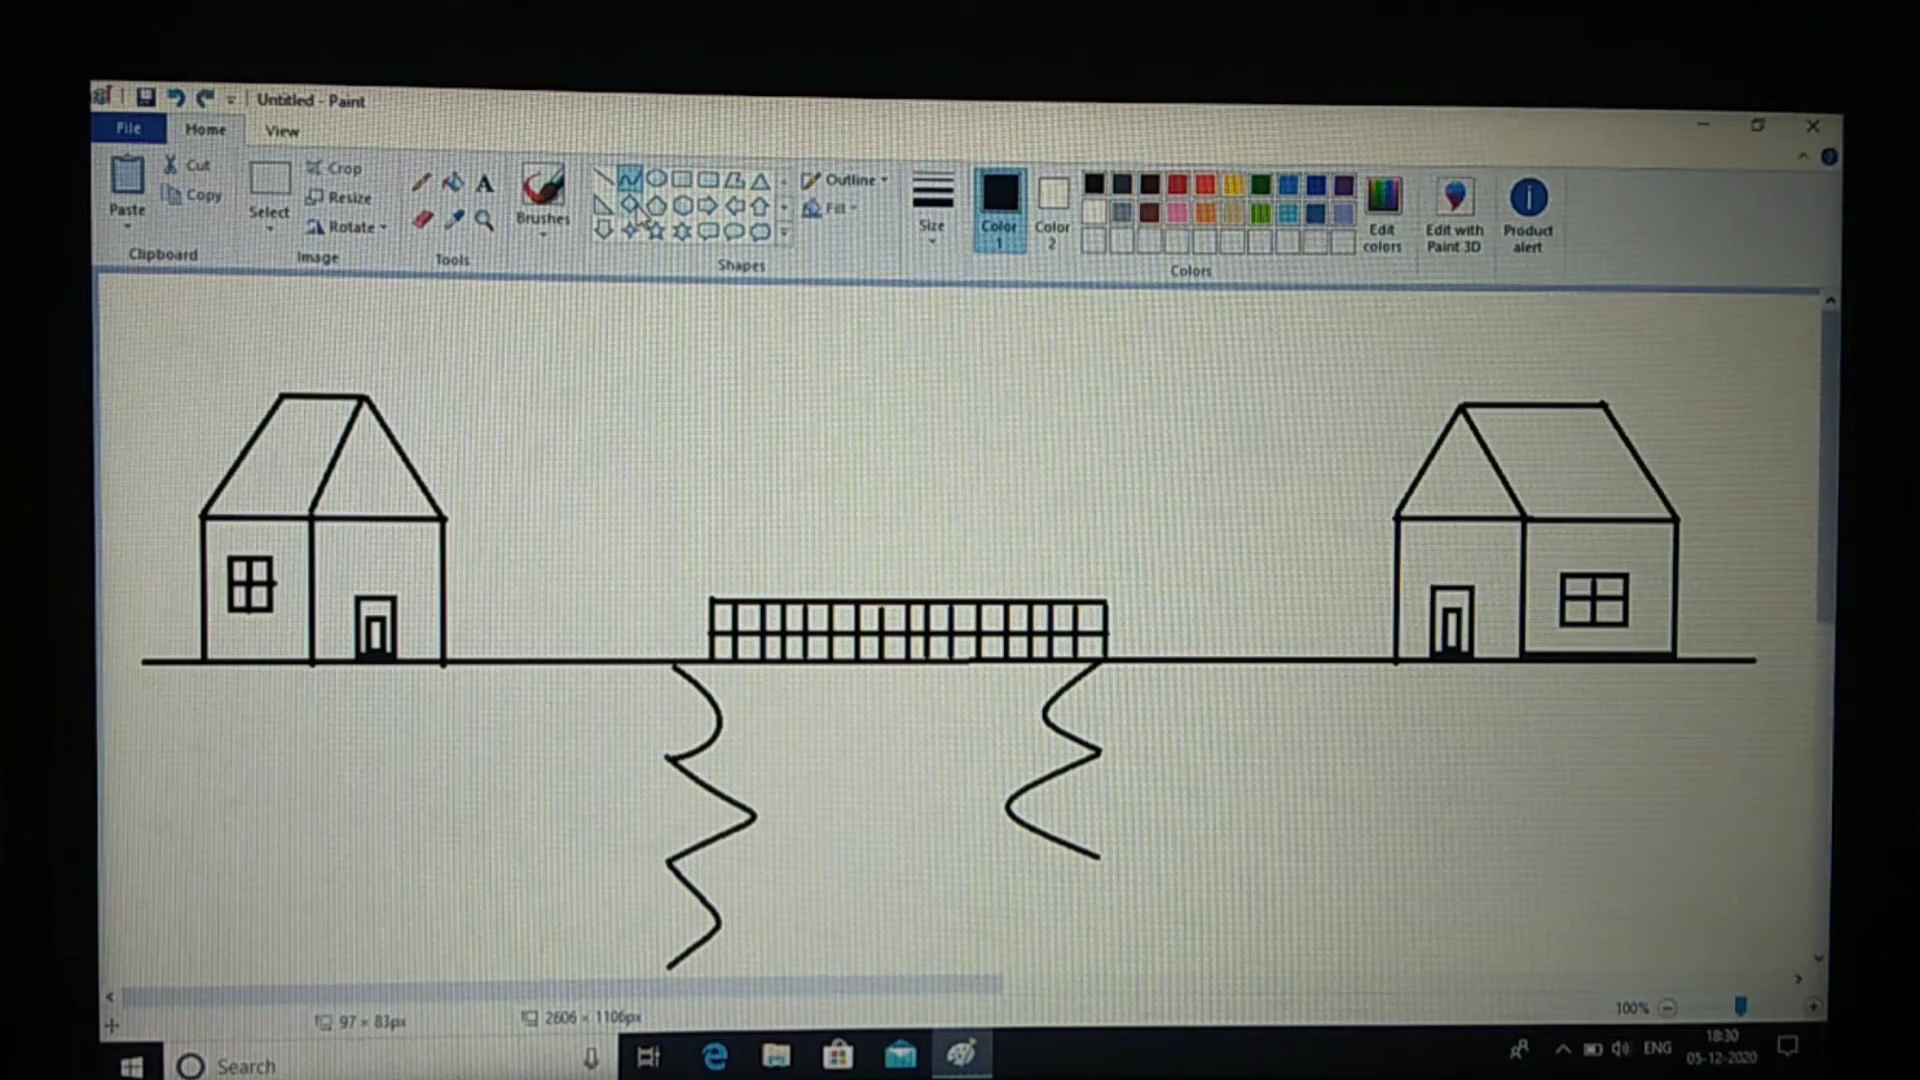 Untitled - Paint
File Home View
Paste Cut Copy Select Crop Resize Rotate Brushes Outline Fill Size Color 1 Color 2 Edit colors Edit with Paint 3D Product alert
Clipboard Image Tools Shapes Colors
97 × 83px 2606 × 1106px 100%
Search ENG 18:30
05-12-2020